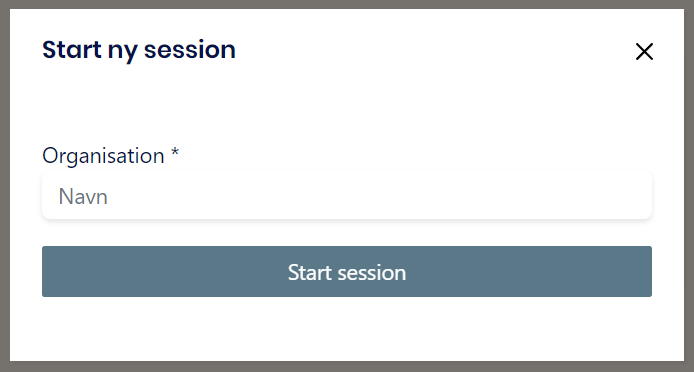 Start ny session
Organisation *
Navn
Start session